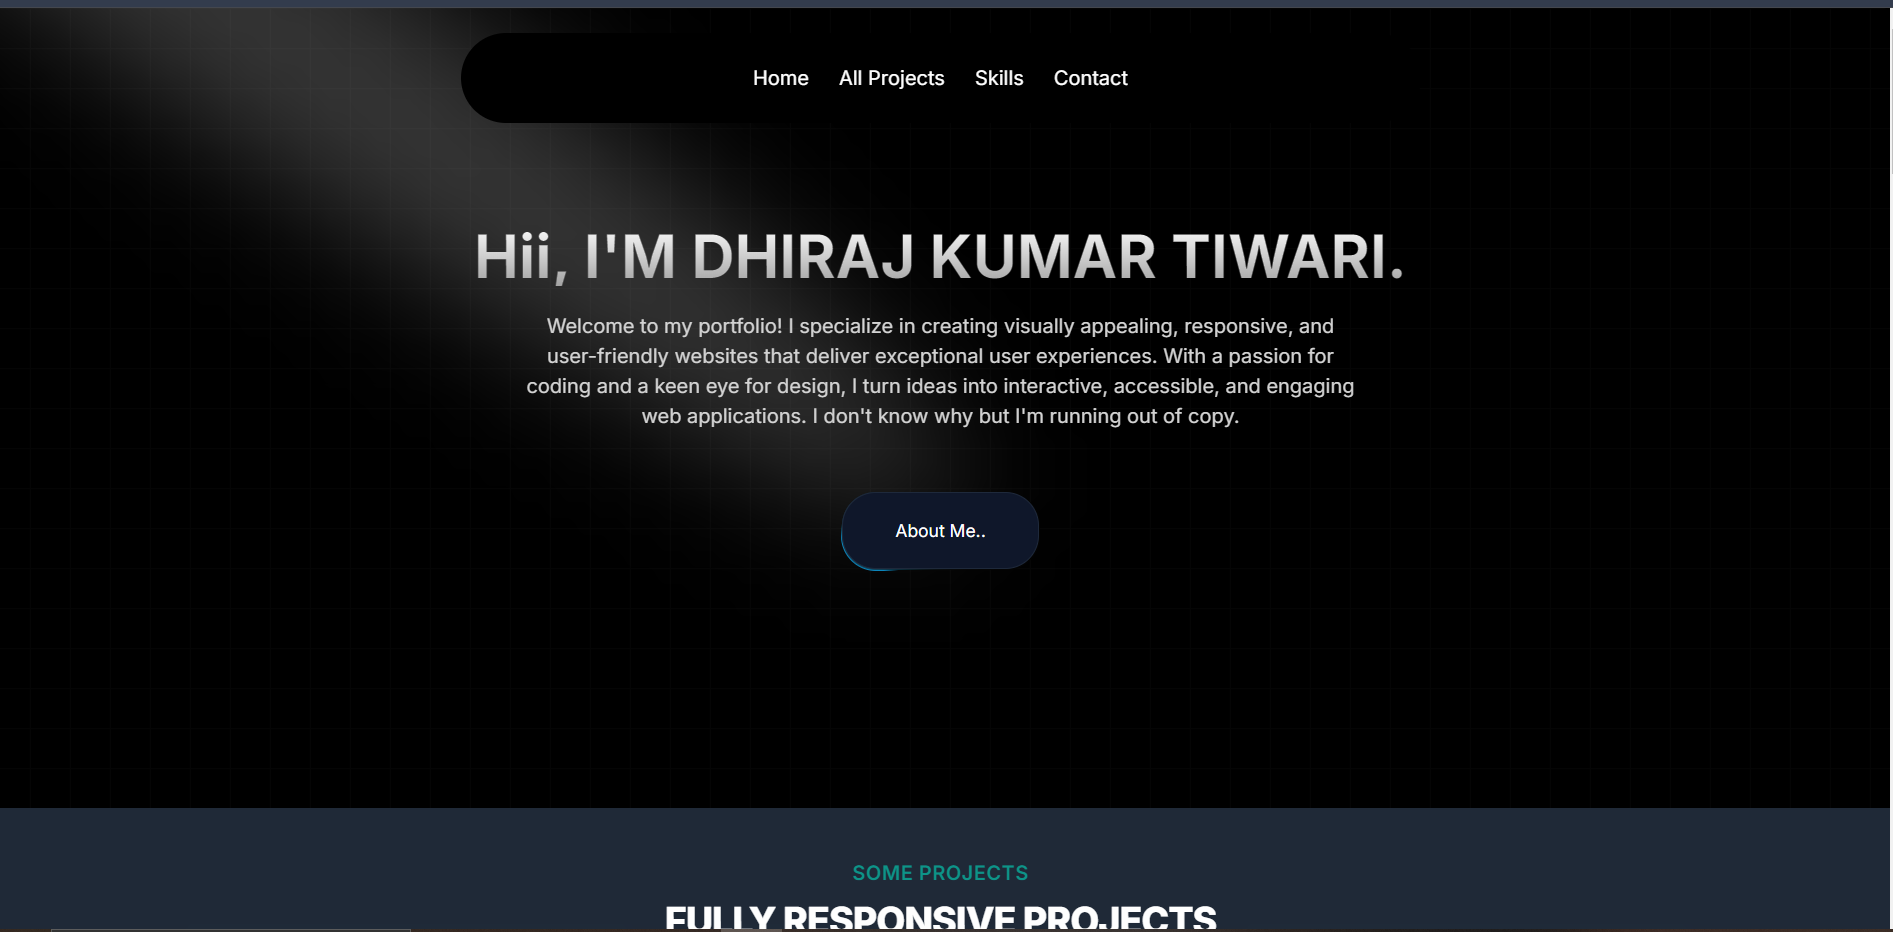 Home All Projects Skills Contact
Hii, I'M DHIRAJ KUMAR TIWARI.
Welcome to my portfolio! I specialize in creating visually appealing, responsive, and
user-friendly websites that deliver exceptional user experiences. With a passion for
coding and a keen eye for design, I turn ideas into interactive, accessible, and engaging
web applications. I don't know why but I'm running out of copy.
About Me..
SOME PROJECTS
FULLY RESPONSIVE PROJECTS